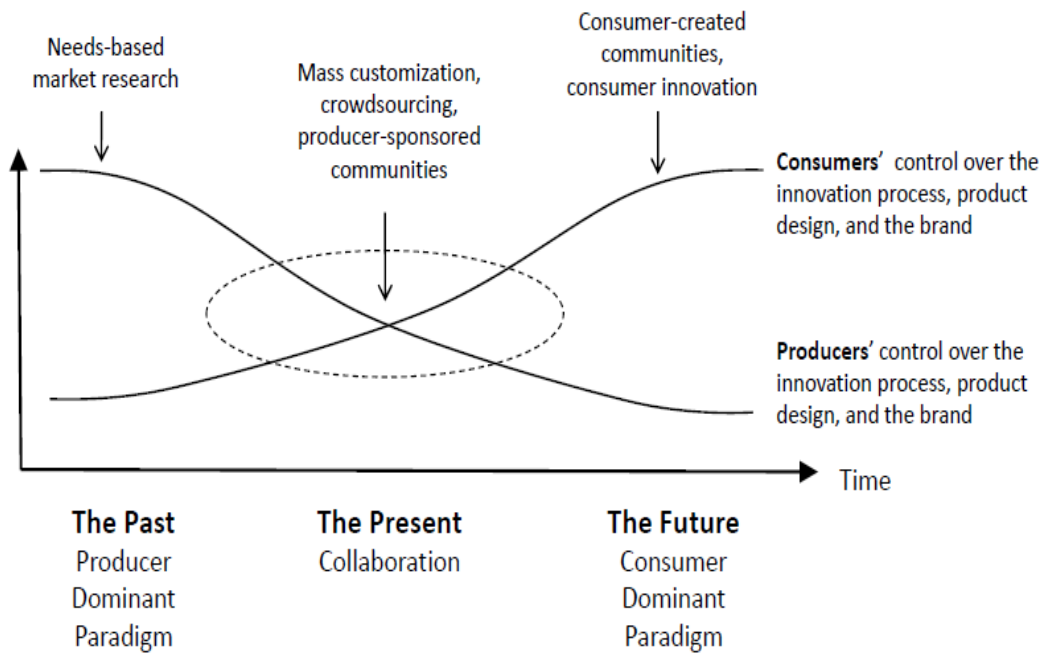 Needs-based
market research
Mass customization,
crowdsourcing,
producer-sponsored
communities
Consumer-created
communities,
consumer innovation
Consumers’ control over the
innovation process, product
design, and the brand
Producers’ control over the
innovation process, product
design, and the brand
Time
The Past
Producer
Dominant
Paradigm
The Present
Collaboration
The Future
Consumer
Dominant
Paradigm